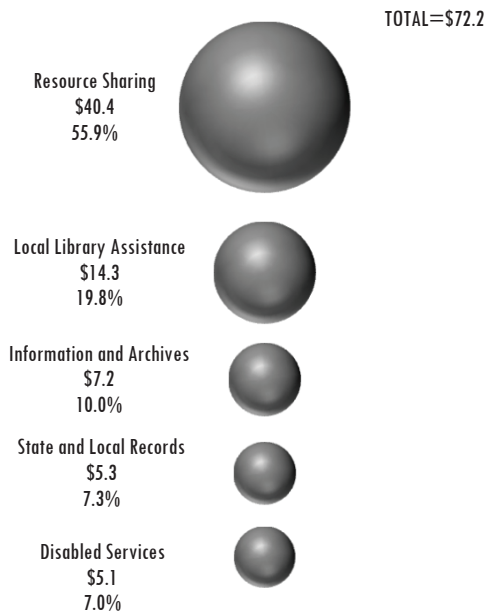 TOTAL=$72.2
Resource Sharing
$40.4
55.9%
Local Library Assistance
$14.3
19.8%
Information and Archives
$7.2
10.0%
State and Local Records
$5.3
7.3%
Disabled Services
$5.1
7.0%